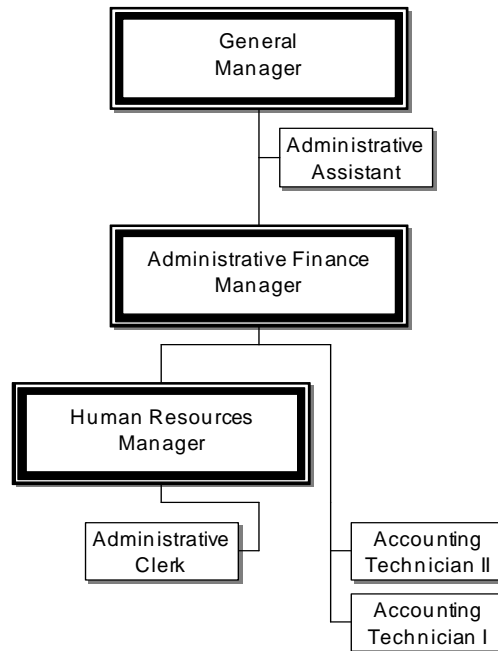 General
Manager
Administrative
Assistant
Administrative Finance
Manager
Human Resources
Manager
Administrative
Clerk
Accounting
Technician II
Accounting
Technician I